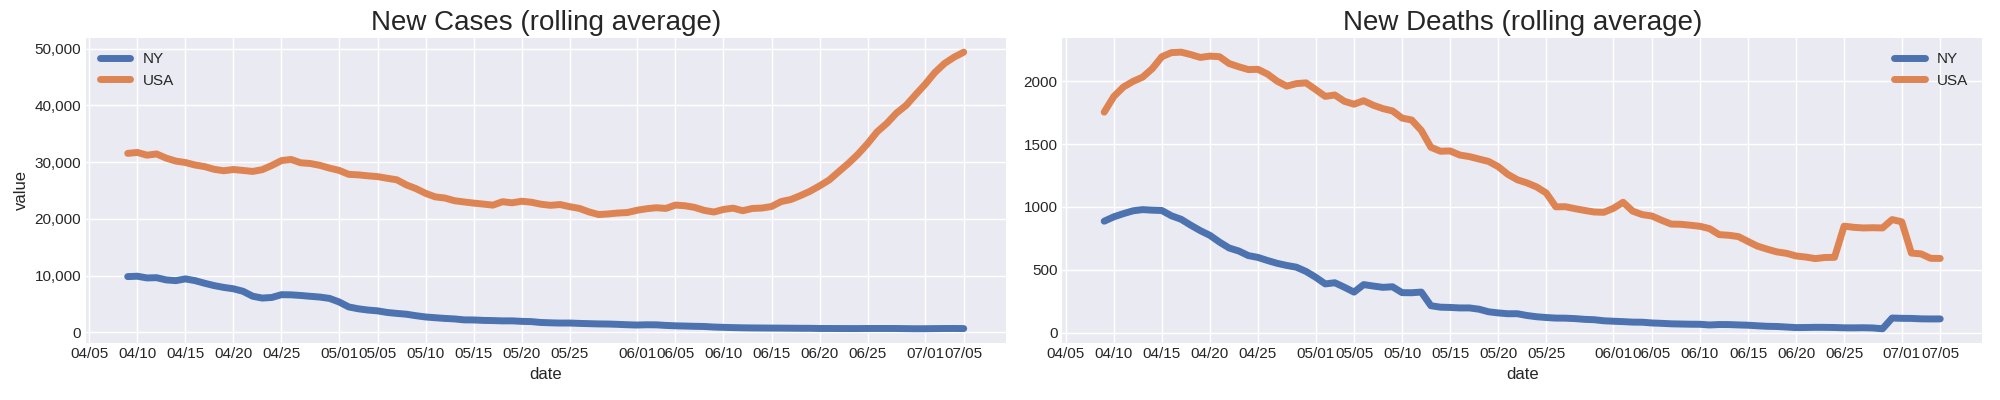 New Cases (rolling average)
50,000
40,000
30,000
20,000
10,000
0
value
NY
USA
04/05 04/10 04/15 04/20 04/25 05/01 05/05 05/10 05/15 05/20 05/25 06/01 06/05 06/10 06/15 06/20 06/25 07/01 07/05
date
New Deaths (rolling average)
2000
1500
1000
500
0
NY
USA
04/05 04/10 04/15 04/20 04/25 05/01 05/05 05/10 05/15 05/20 05/25 06/01 06/05 06/10 06/15 06/20 06/25 07/01 07/05
date